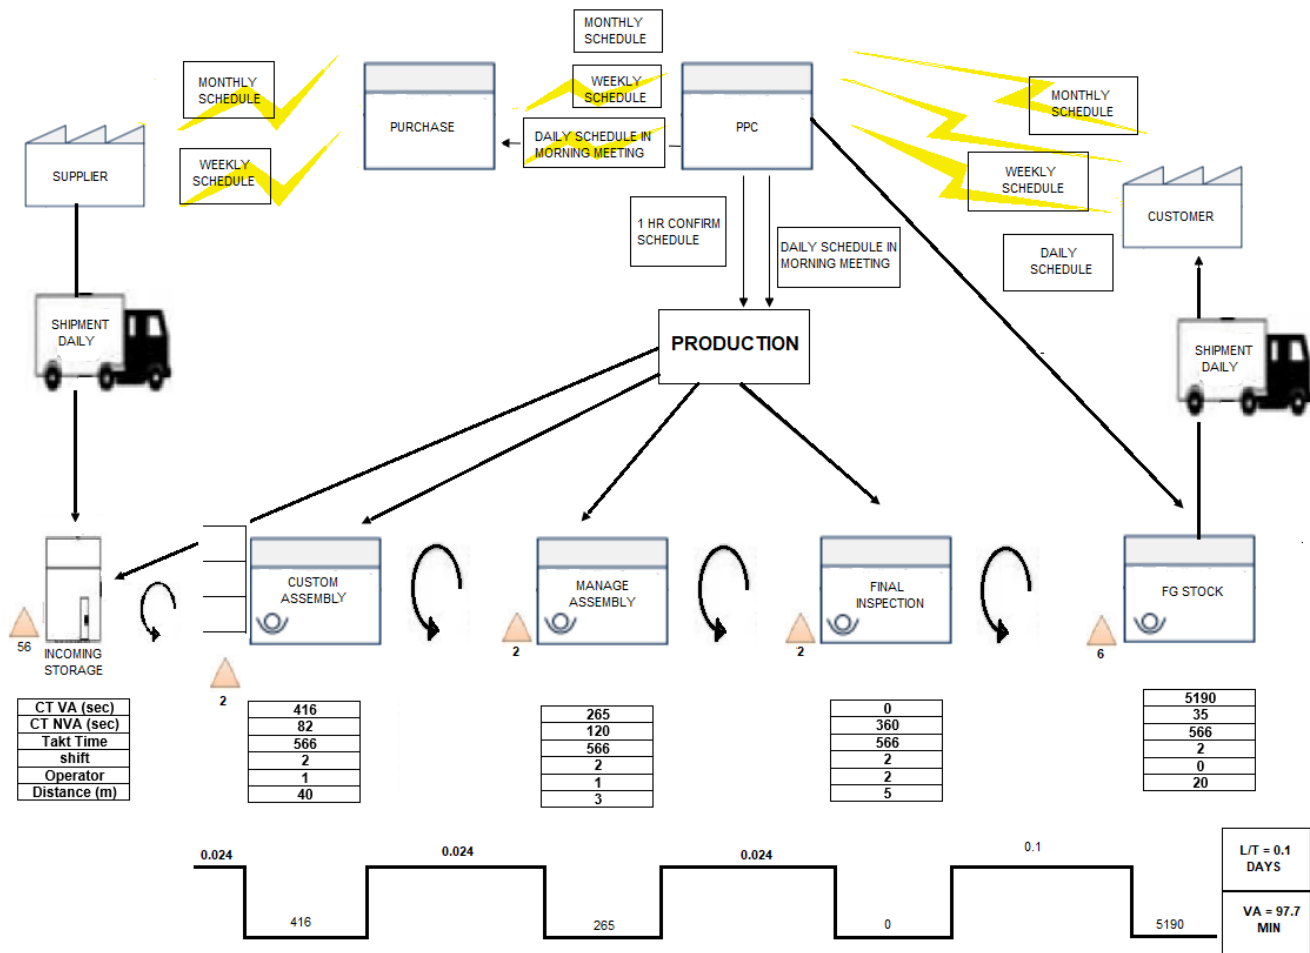 MONTHLY
SCHEDULE
MONTHLY
SCHEDULE
WEEKLY
SCHEDULE
MONTHLY
SCHEDULE
PURCHASE
PPC
DAILY SCHEDULE IN
MORNING MEETING
SUPPLIER
WEEKLY
SCHEDULE
WEEKLY
SCHEDULE
CUSTOMER
1 HR CONFIRM
SCHEDULE
DAILY SCHEDULE IN
MORNING MEETING
DAILY
SCHEDULE
SHIPMENT
DAILY
PRODUCTION
SHIPMENT
DAILY
CUSTOM
ASSEMBLY
MANAGE
ASSEMBLY
FINAL
INSPECTION
FG STOCK
56
INCOMING
STORAGE
2
2
2
6
CT VA (sec)
CT NVA (sec)
Takt Time
shift
Operator
Distance (m)
416
82
566
2
1
40
265
120
566
2
1
3
0
360
566
2
2
5
5190
35
566
2
0
20
0.024
0.024
0.024
0.1
416
265
0
5190
L/T = 0.1
DAYS
VA = 97.7
MIN